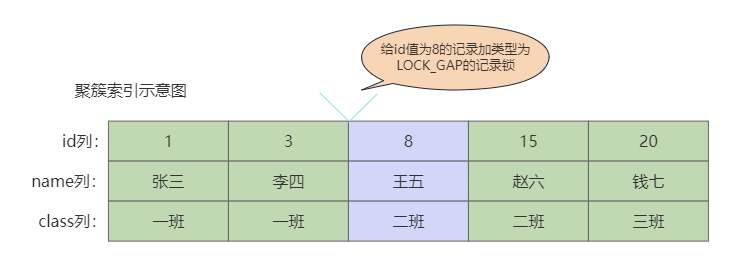 给id值为8的记录加类型为
LOCK_GAP的记录锁
聚簇索引示意图
id列: 1 3 8 15 20
name列: 张三 李四 王五 赵六 钱七
class列: 一班 一班 二班 二班 三班